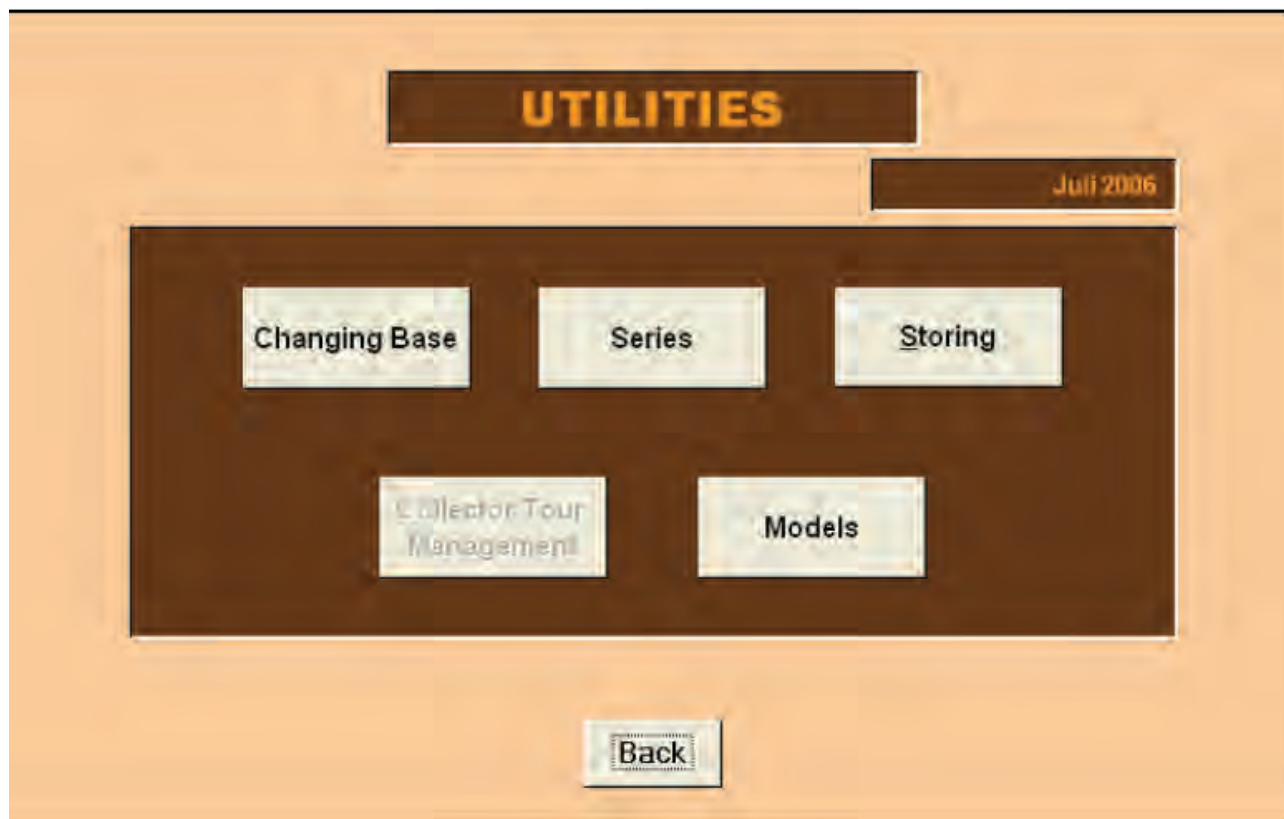 UTILITIES
Juli 2006
Changing Base
Series
Storing
Collector Tour
Management
Models
Back